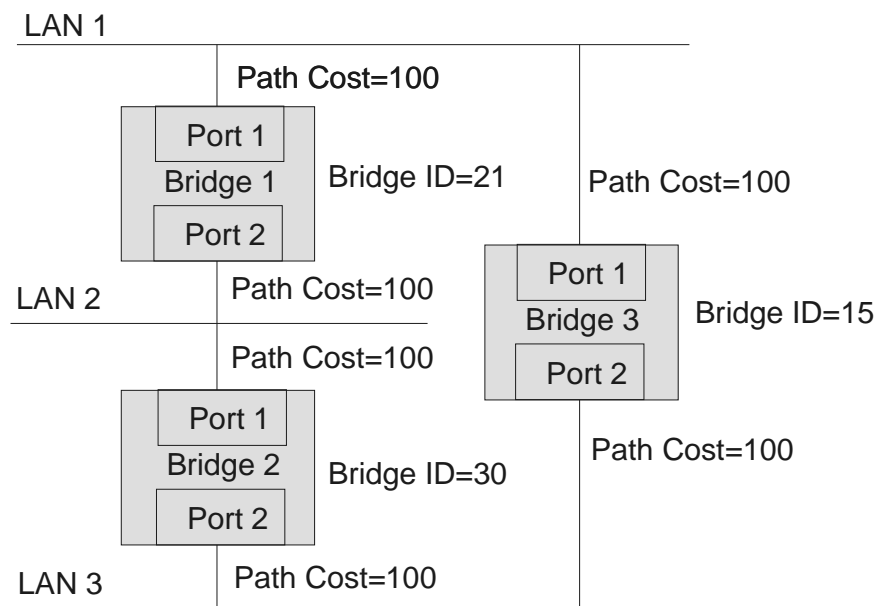 LAN 1
Path Cost=100
Port 1
Bridge 1
Bridge ID=21
Port 2
Path Cost=100
LAN 2
Path Cost=100
Port 1
Bridge 2
Bridge ID=30
Port 2
Path Cost=100
LAN 3
Path Cost=100
Port 1
Bridge 3
Bridge ID=15
Port 2
Path Cost=100